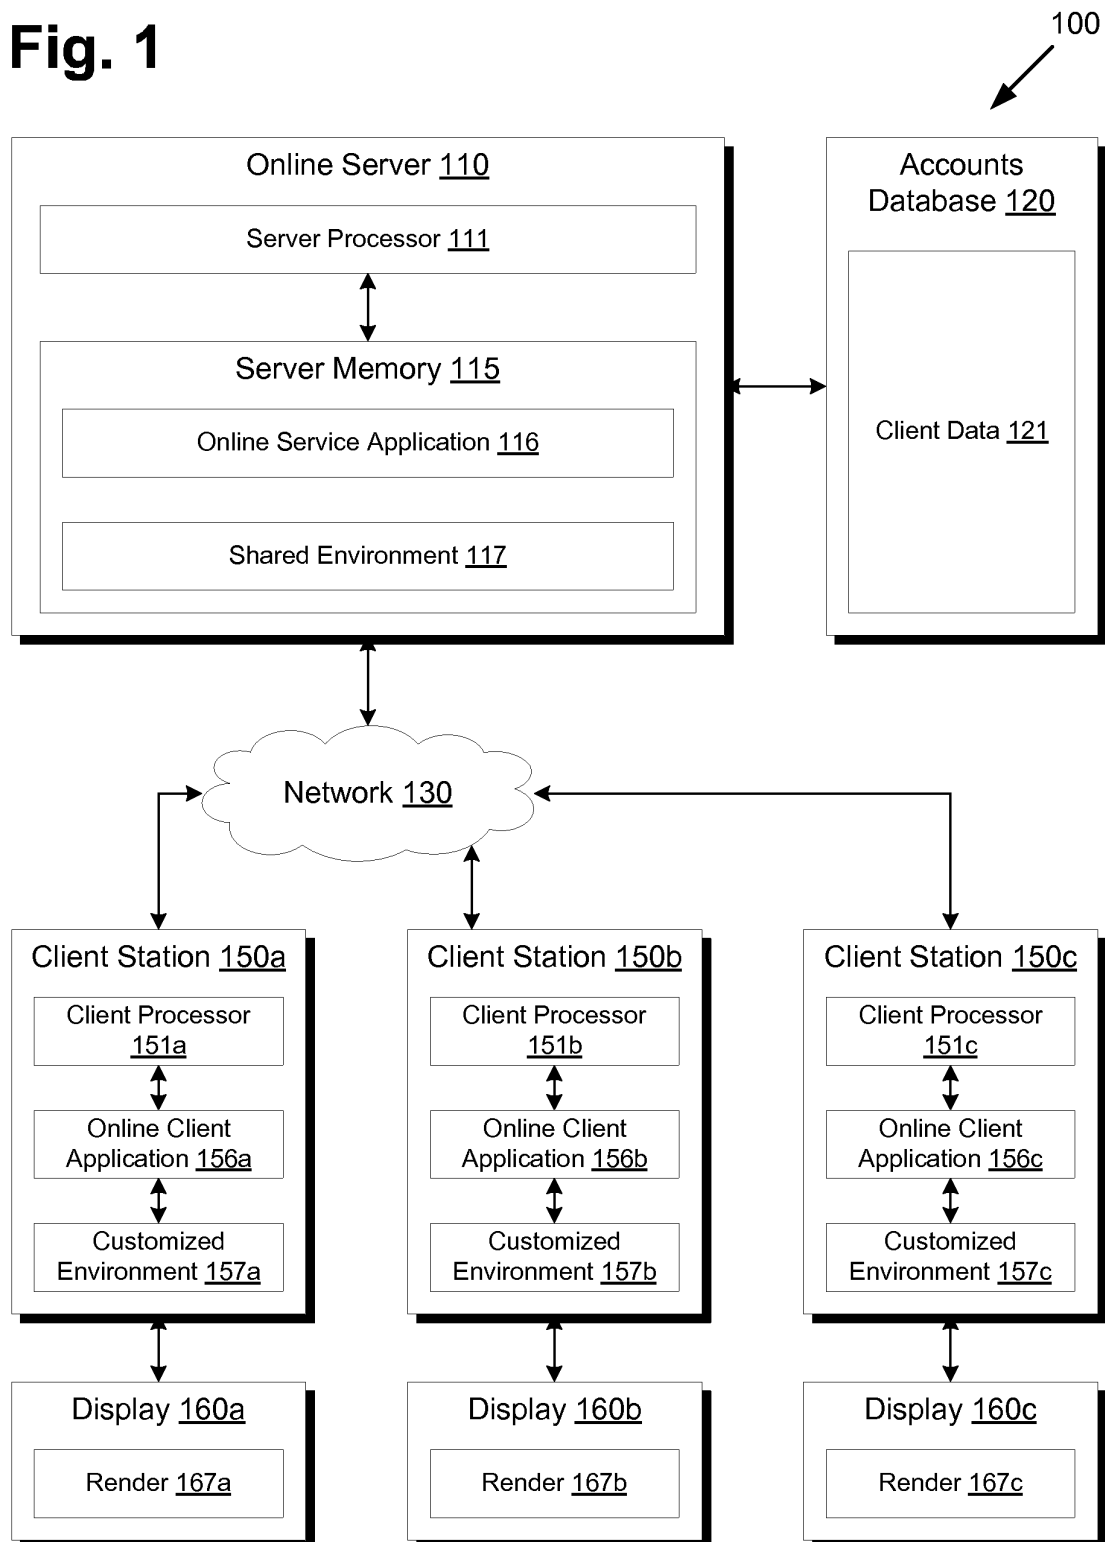 Fig. 1
100
Online Server 110
Server Processor 111
Server Memory 115
Online Service Application 116
Shared Environment 117
Accounts
Database 120
Client Data 121
Network 130
Client Station 150a
Client Processor
151a
Online Client
Application 156a
Customized
Environment 157a
Display 160a
Render 167a
Client Station 150b
Client Processor
151b
Online Client
Application 156b
Customized
Environment 157b
Display 160b
Render 167b
Client Station 150c
Client Processor
151c
Online Client
Application 156c
Customized
Environment 157c
Display 160c
Render 167c